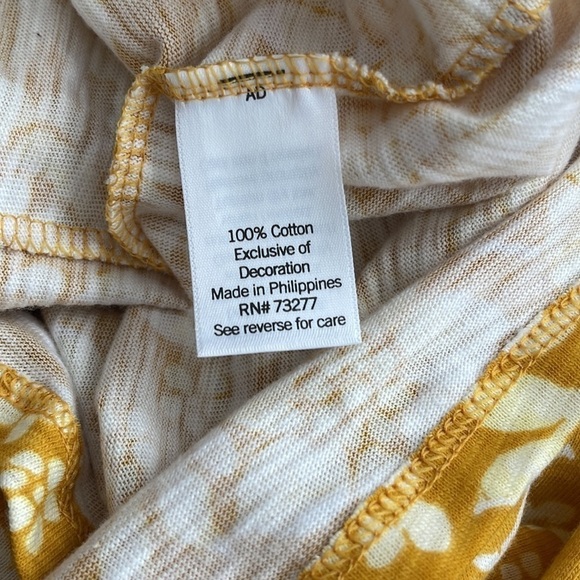 AD
100% Cotton
Exclusive of
Decoration
Made in Philippines
RN# 73277
See reverse for care